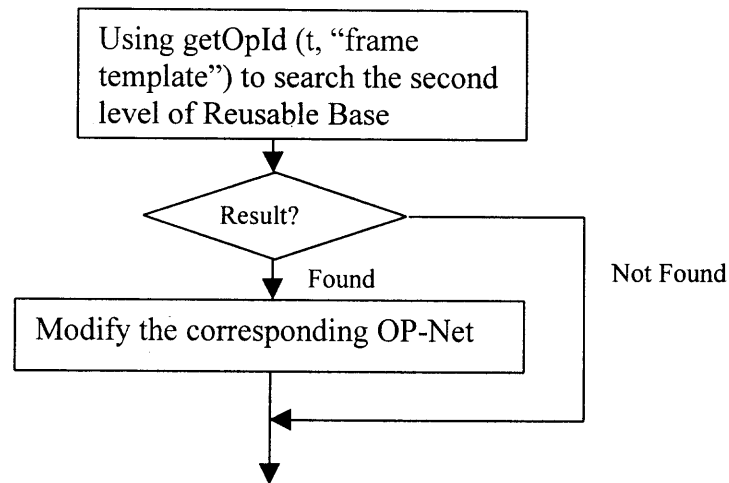 Using getOpId (t, “frame
template”) to search the second
level of Reusable Base
Result?
Found
Not Found
Modify the corresponding OP-Net